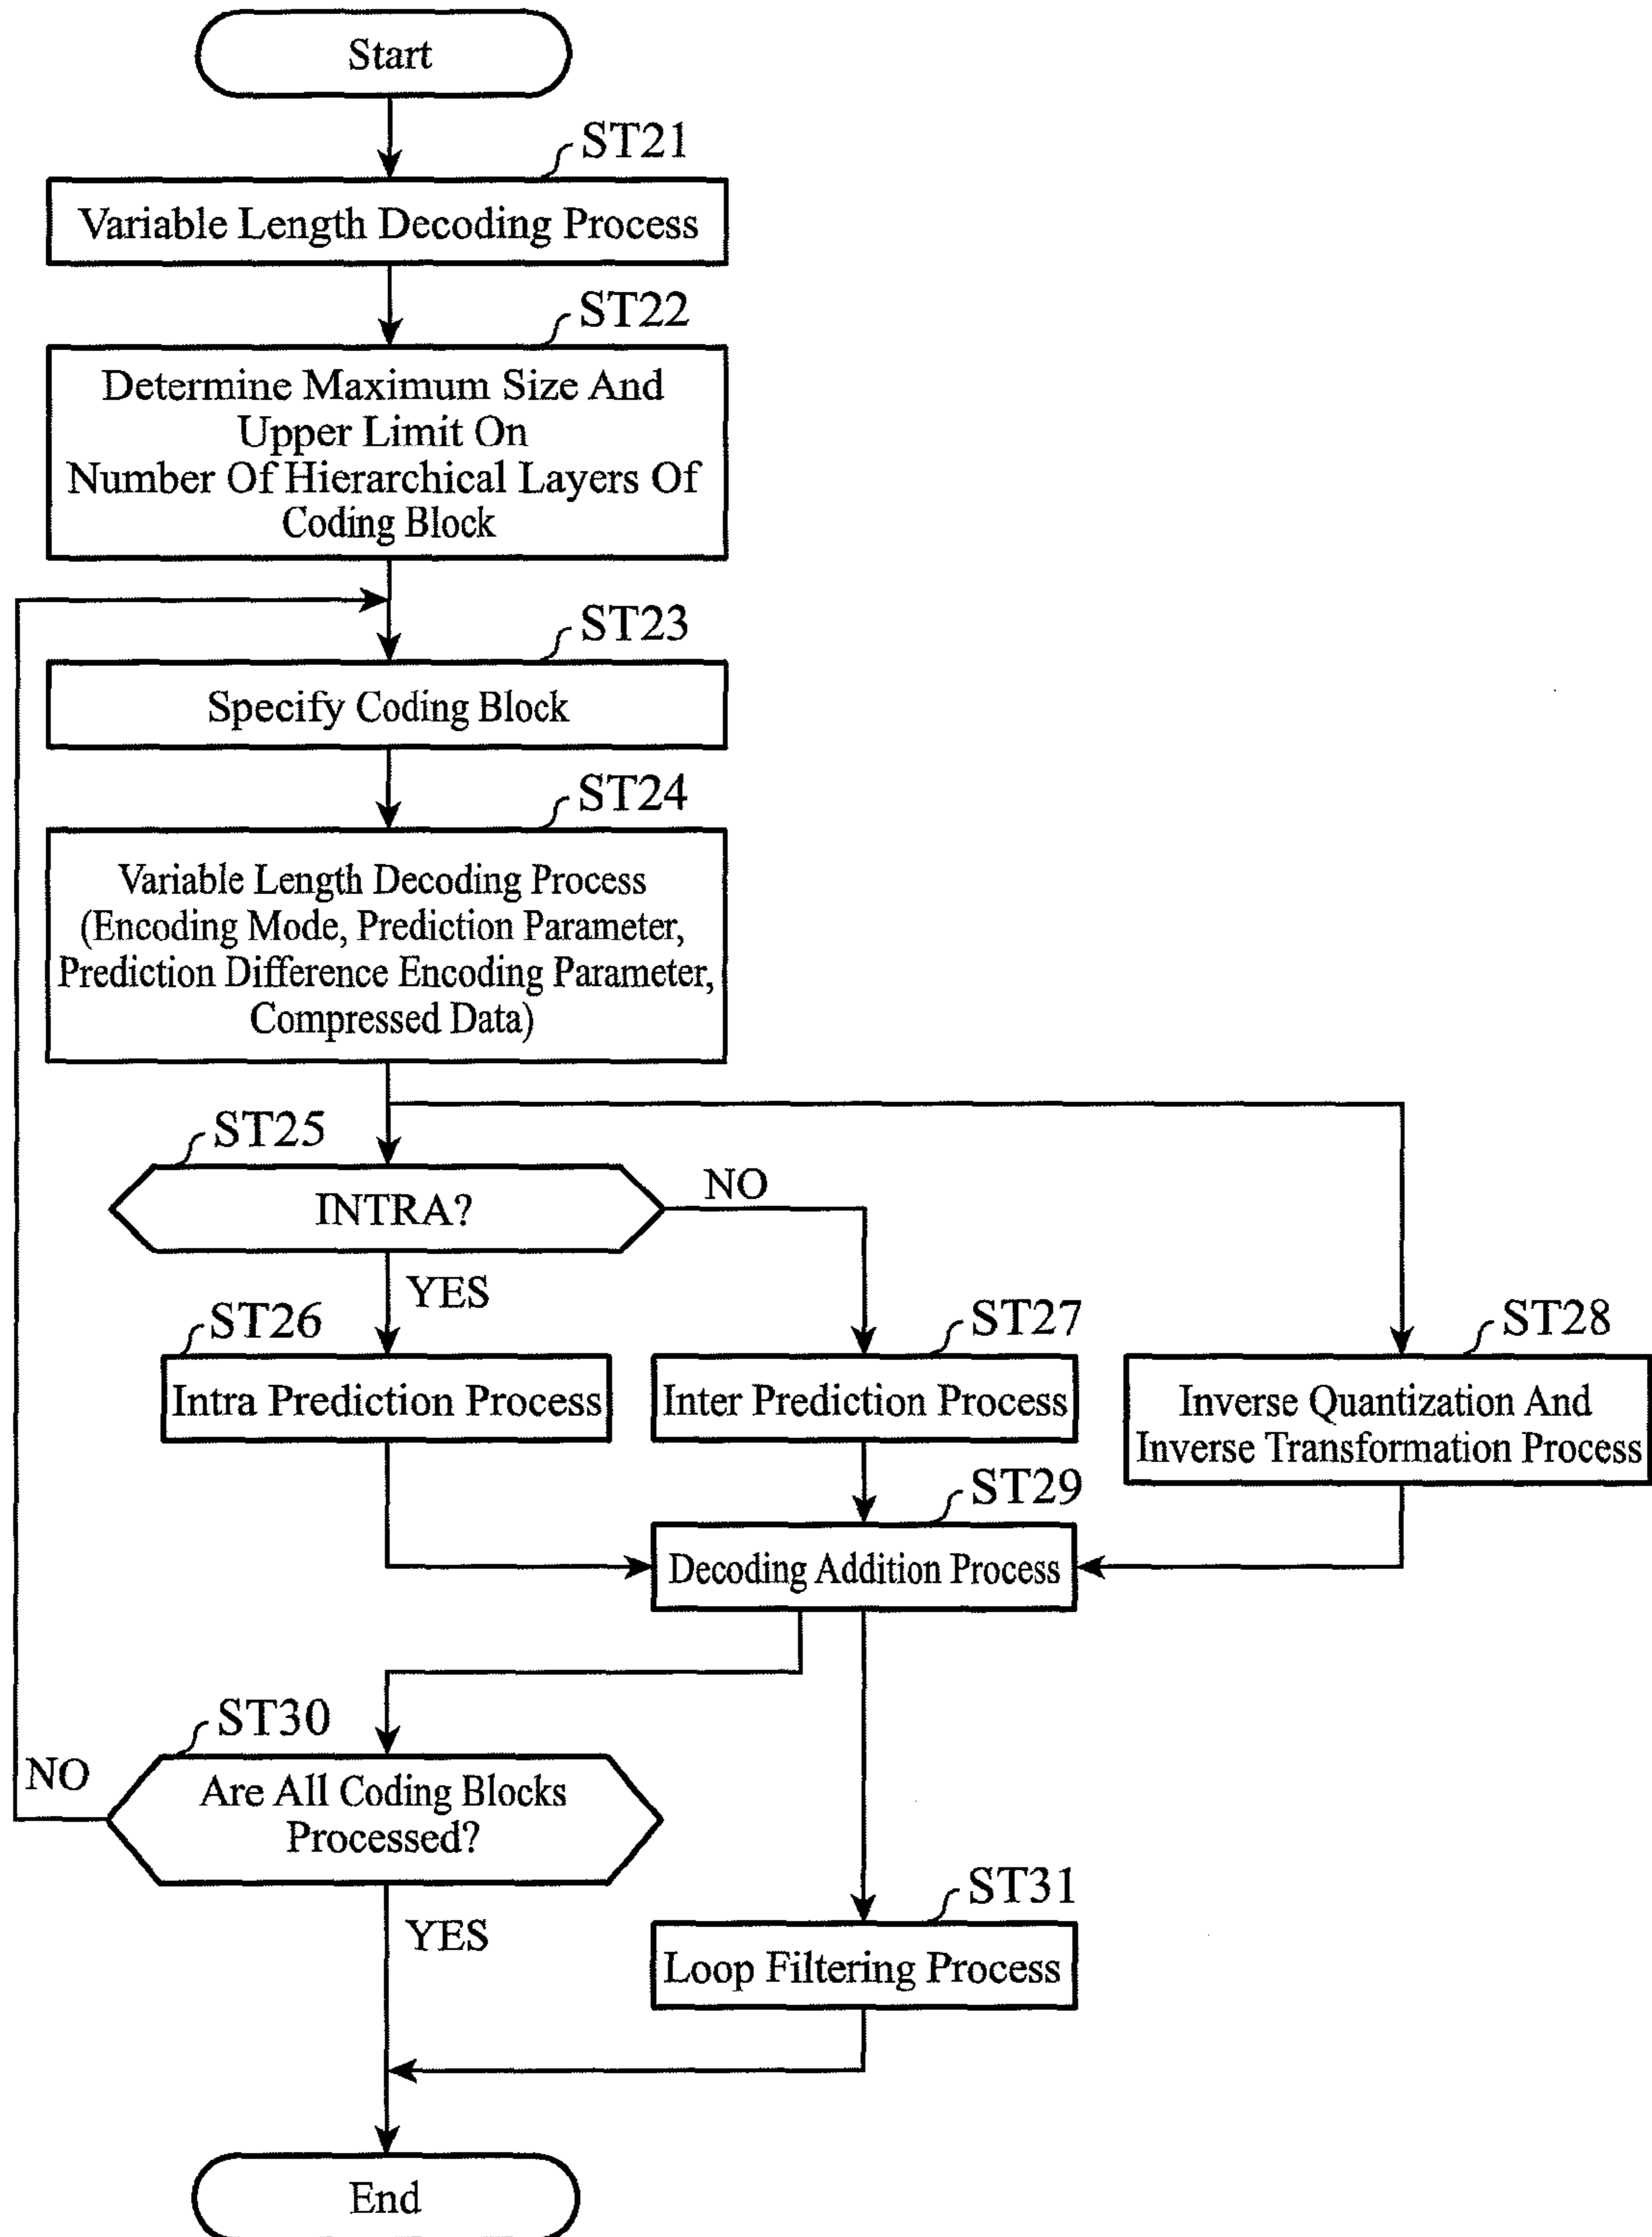 Start
ST21
Variable Length Decoding Process
ST22
Determine Maximum Size And
Upper Limit On
Number Of Hierarchical Layers Of
Coding Block
ST23
Specify Coding Block
ST24
Variable Length Decoding Process
(Encoding Mode, Prediction Parameter,
Prediction Difference Encoding Parameter,
Compressed Data)
ST25
INTRA?
NO
YES
ST26
Intra Prediction Process
ST27
Inter Prediction Process
ST28
Inverse Quantization And
Inverse Transformation Process
ST29
Decoding Addition Process
ST30
Are All Coding Blocks
Processed?
NO
YES
ST31
Loop Filtering Process
End